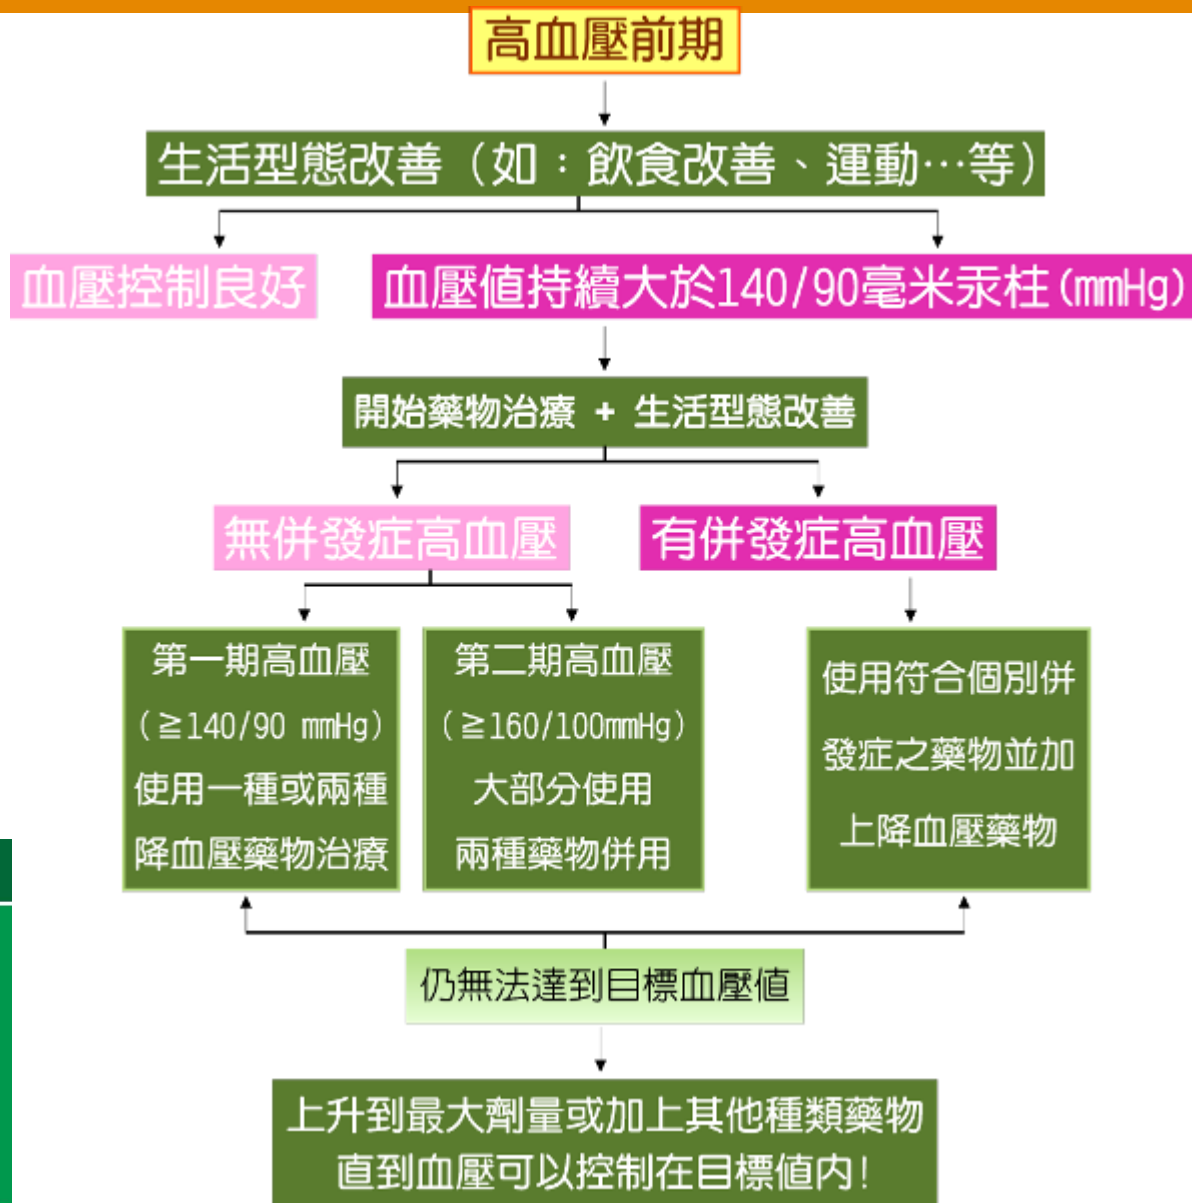 高血壓前期
生活型態改善（如：飲食改善、運動…等）
血壓控制良好
血壓值持續大於140/90毫米汞柱(mmHg)
開始藥物治療 + 生活型態改善
無併發症高血壓
有併發症高血壓
第一期高血壓
(≧140/90 mmHg)
使用一種或兩種
降血壓藥物治療
第二期高血壓
(≧160/100mmHg)
大部分使用
兩種藥物併用
使用符合個別併
發症之藥物並加
上降血壓藥物
仍無法達到目標血壓值
上升到最大劑量或加上其他種類藥物
直到血壓可以控制在目標值內!